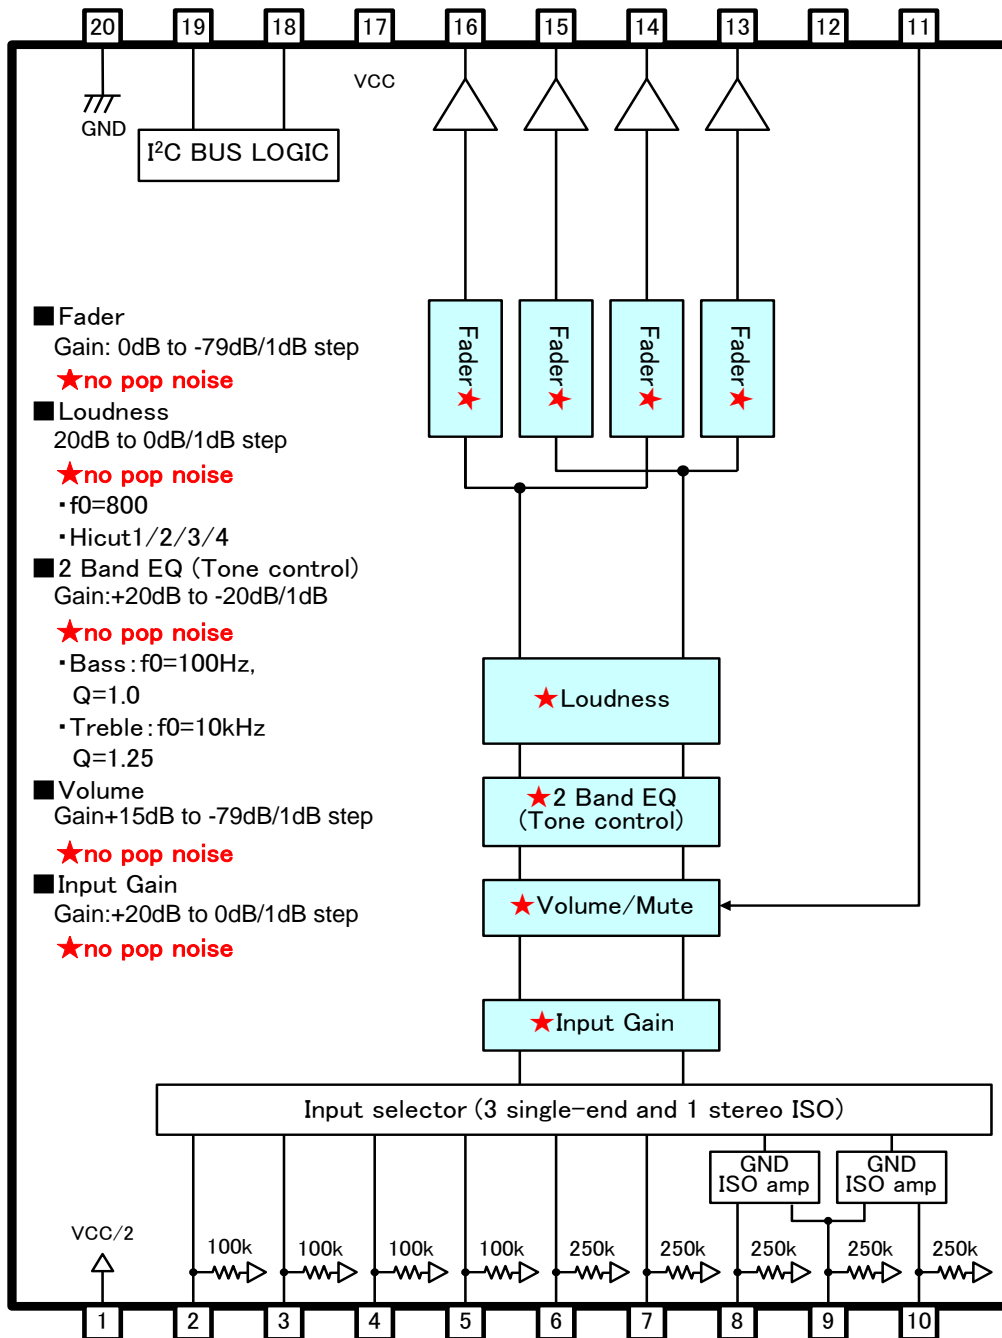 20 19 18 17 16 15 14 13 12 11
VCC
GND
I²C BUS LOGIC
■Fader
Gain: 0dB to -79dB/1dB step
★no pop noise
■Loudness
20dB to 0dB/1dB step
★no pop noise
・f0=800
・Hicut1/2/3/4
■2 Band EQ (Tone control)
Gain:+20dB to -20dB/1dB
★no pop noise
・Bass:f0=100Hz,
Q=1.0
・Treble:f0=10kHz
Q=1.25
■Volume
Gain+15dB to -79dB/1dB step
★no pop noise
■Input Gain
Gain:+20dB to 0dB/1dB step
★no pop noise
Fader★
Fader★
Fader★
Fader★
★Loudness
★2 Band EQ
(Tone control)
★Volume/Mute
★Input Gain
Input selector (3 single-end and 1 stereo ISO)
GND
ISO amp
GND
ISO amp
VCC/2
100k 100k 100k 100k 250k 250k 250k 250k 250k
1 2 3 4 5 6 7 8 9 10